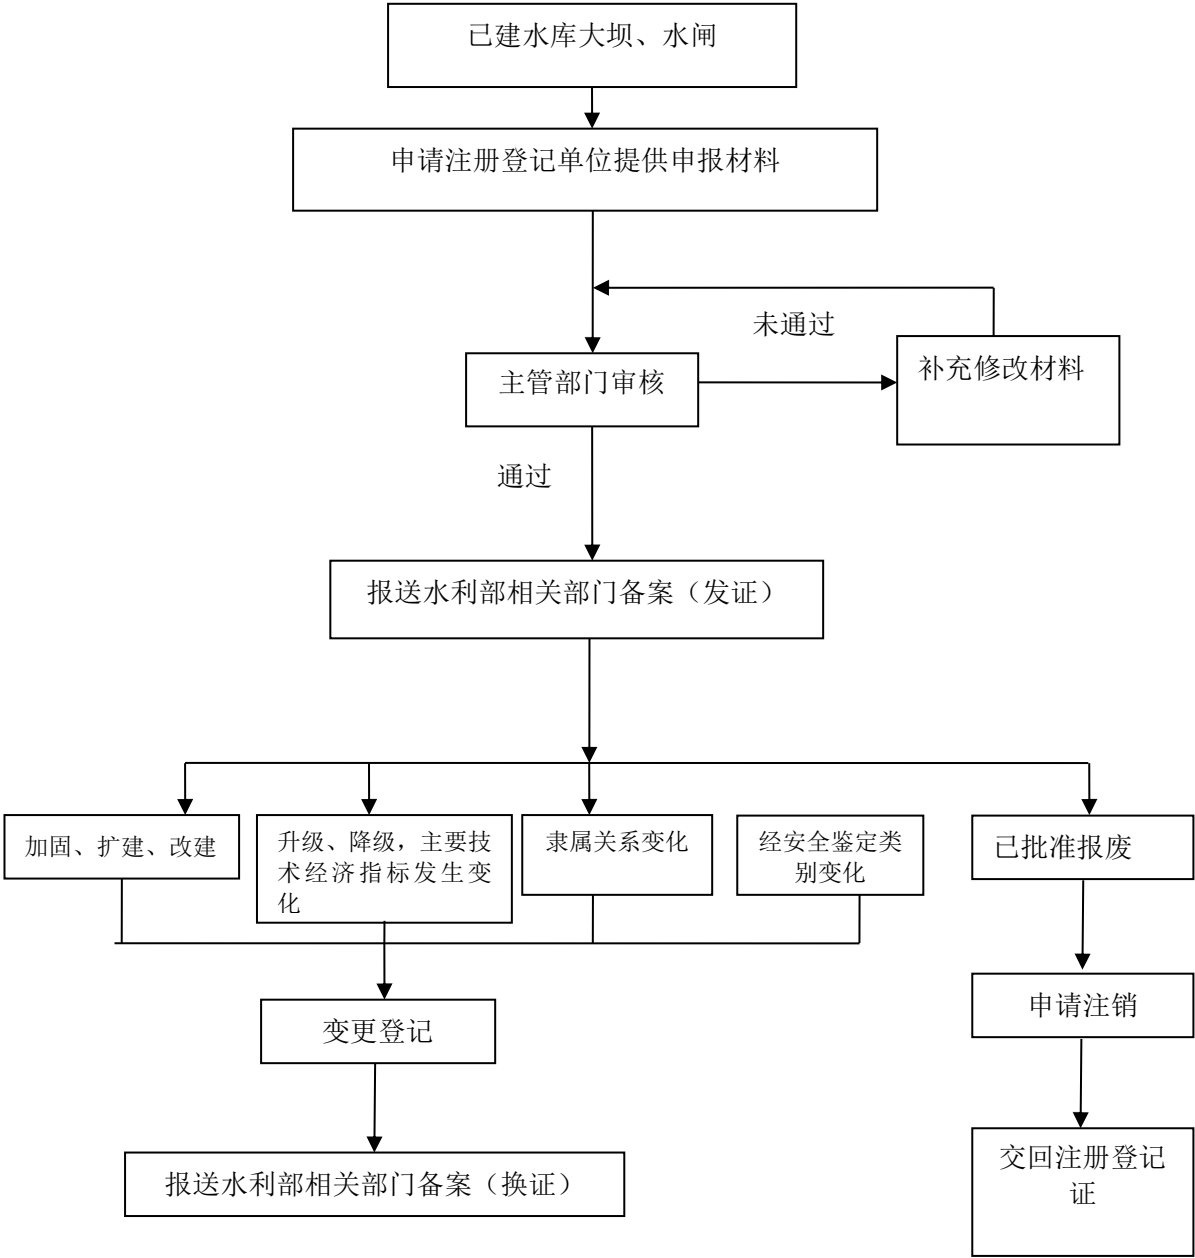 已建水库大坝、水闸
申请注册登记单位提供申报材料
未通过
主管部门审核
补充修改材料
通过
报送水利部相关部门备案（发证）
加固、扩建、改建
升级、降级，主要技
术经济指标发生变
化
隶属关系变化
经安全鉴定类
别变化
已批准报废
申请注销
变更登记
交回注册登记
证
报送水利部相关部门备案（换证）